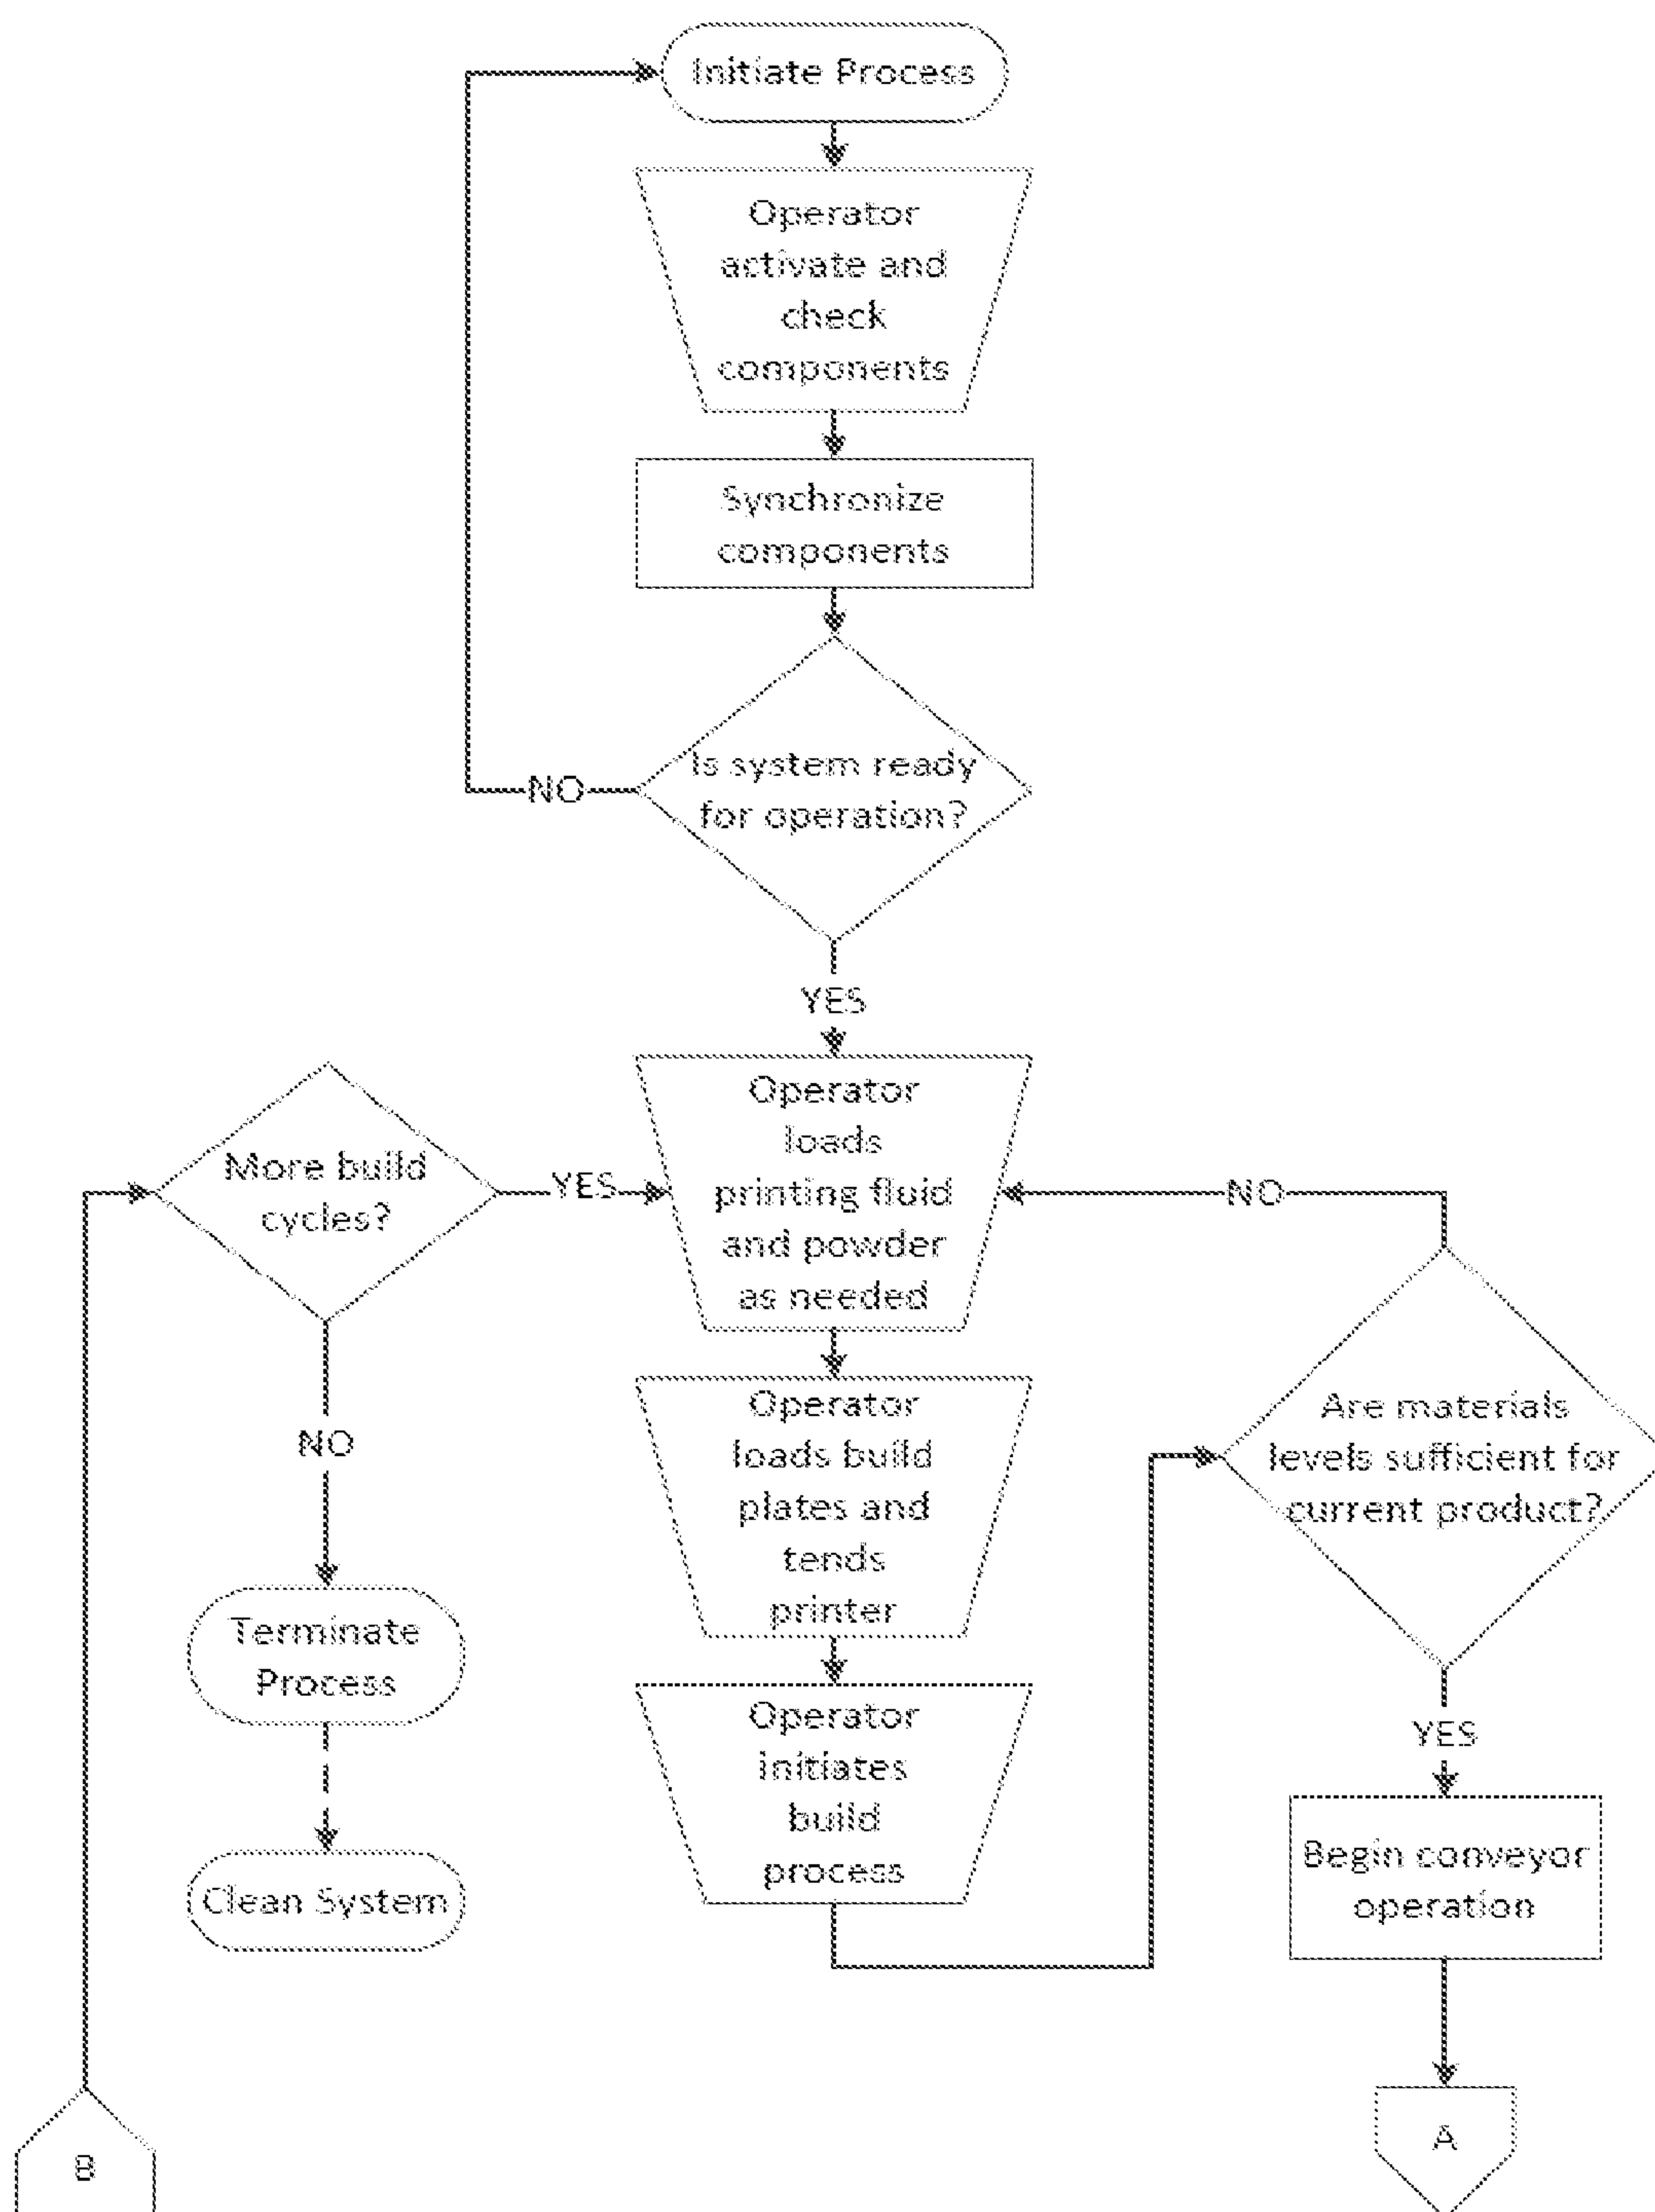 Initiate Process
Operator
activate and
check
components
Synchronize
components
Is system ready
for operation?
NO
YES
More build
cycles?
YES
Operator
loads
printing fluid
and powder
as needed
NO
NO
Operator
loads build
plates and
tends
printer
Are materials
levels sufficient for
current product?
Terminate
Process
Operator
initiates
build
process
YES
Clean System
Begin conveyor
operation
A
B